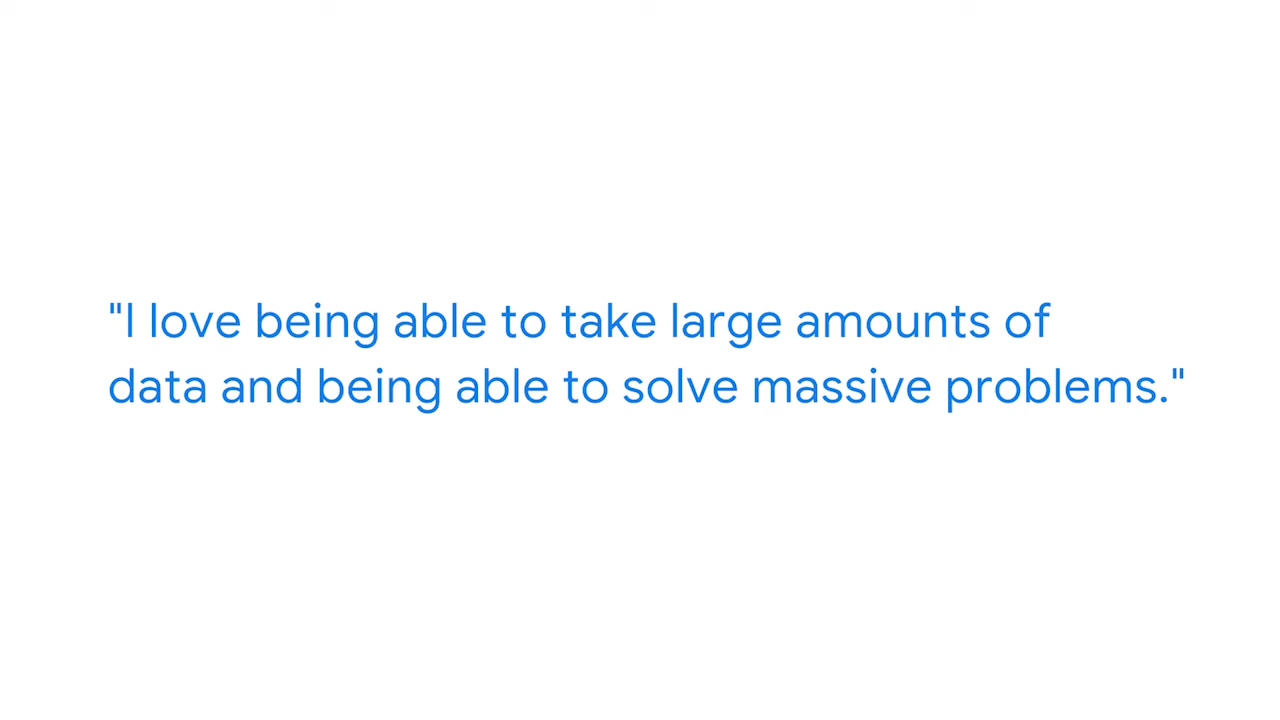 "I love being able to take large amounts of
data and being able to solve massive problems."